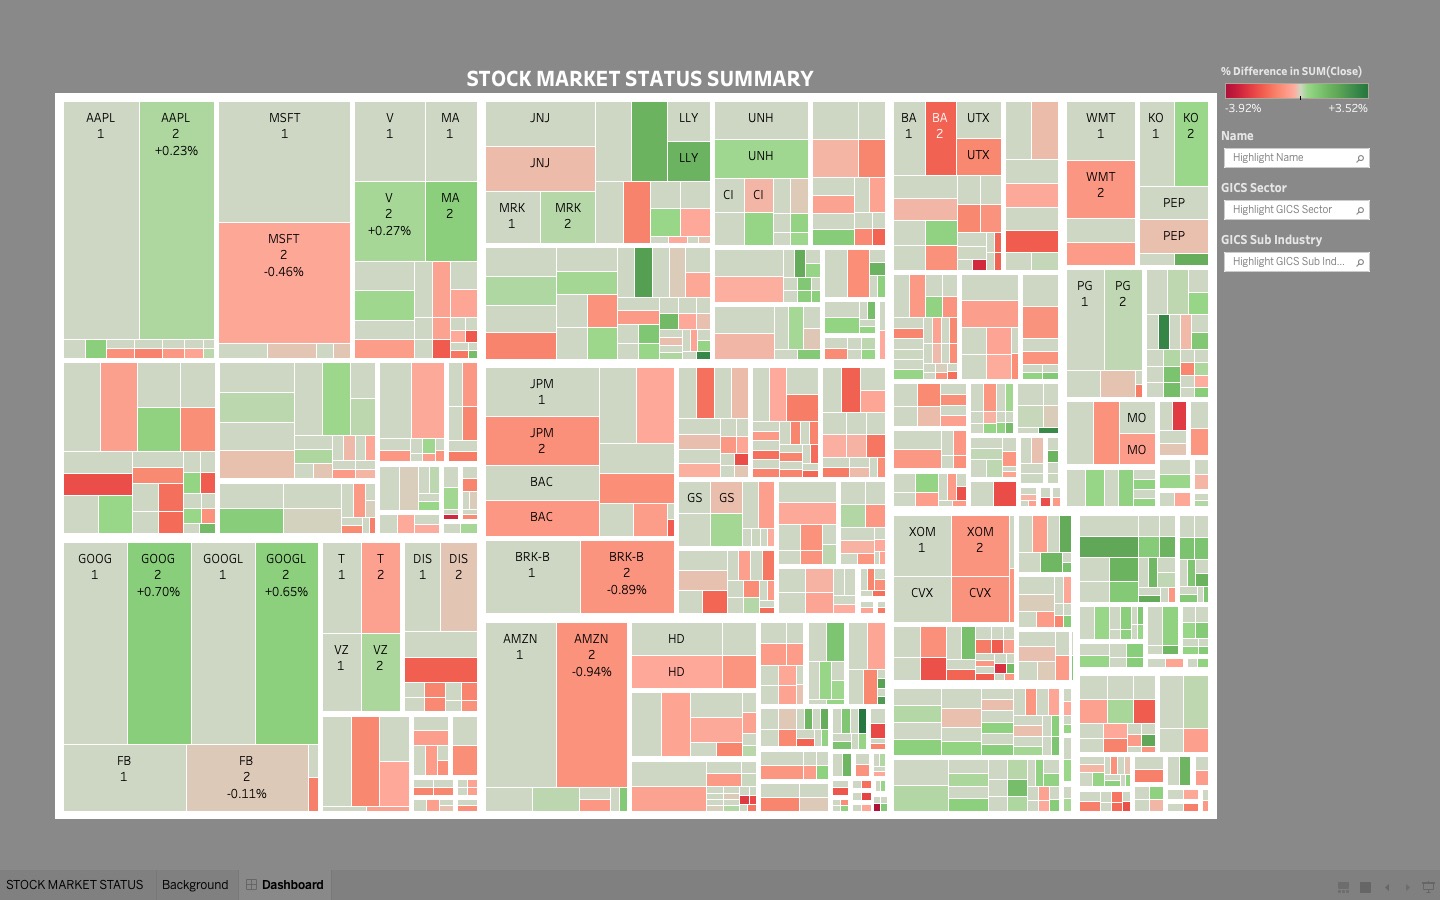 STOCK MARKET STATUS SUMMARY
AAPL
1
AAPL
2
+0.23%
MSFT
1
MSFT
2
-0.46%
V
1
MA
1
V
2
+0.27%
MA
2
GOOG
1
GOOG
2
+0.70%
GOOGL
1
GOOGL
2
+0.65%
FB
1
FB
2
-0.11%
T
1
T
2
DIS
1
DIS
2
VZ
1
VZ
2
JNJ
JNJ
MRK
1
MRK
2
LLY
LLY
UNH
UNH
CI
CI
JPM
1
JPM
2
BAC
BAC
BRK-B
1
BRK-B
2
-0.89%
GS
GS
AMZN
1
AMZN
2
-0.94%
HD
HD
BA
1
BA
2
UTX
UTX
WMT
1
WMT
2
KO
1
KO
2
PEP
PEP
PG
1
PG
2
MO
MO
XOM
1
XOM
2
CVX
CVX
% Difference in SUM(Close)
-3.92%
+3.52%
Name
Highlight Name
GICS Sector
Highlight GICS Sector
GICS Sub Industry
Highlight GICS Sub Ind...
STOCK MARKET STATUS
Background
Dashboard